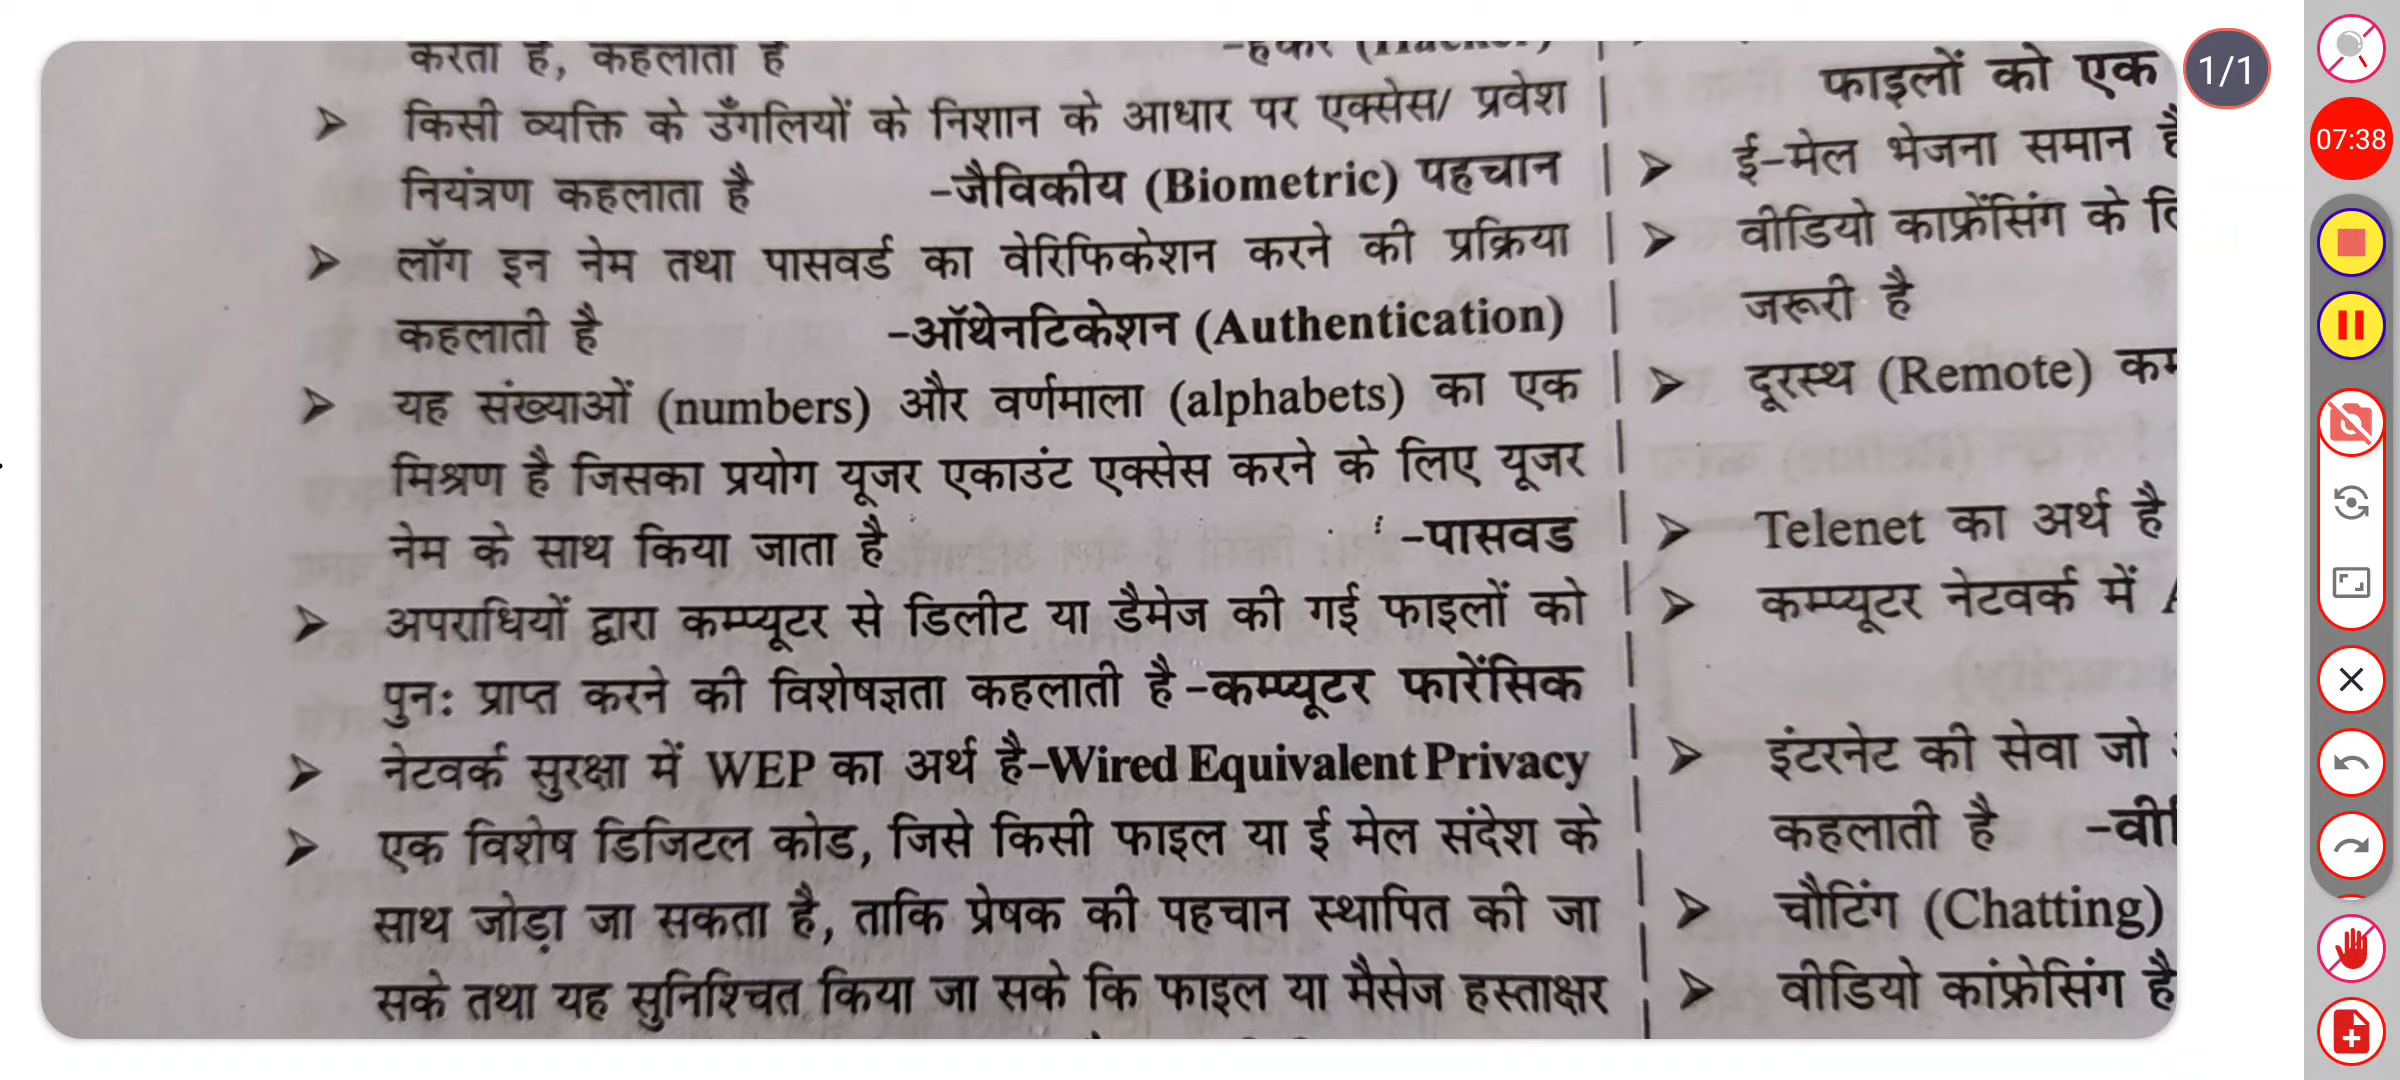 करता है, कहलाता है -हैकर (Hacker)
➢ किसी व्यक्ति के उँगलियों के निशान के आधार पर एक्सेस/ प्रवेश
नियंत्रण कहलाता है -जैविकीय (Biometric) पहचान
➢ लॉग इन नेम तथा पासवर्ड का वेरिफिकेशन करने की प्रक्रिया
कहलाती है -ऑथेनटिकेशन (Authentication)
➢ यह संख्याओं (numbers) और वर्णमाला (alphabets) का एक
मिश्रण है जिसका प्रयोग यूजर एकाउंट एक्सेस करने के लिए यूजर
नेम के साथ किया जाता है -पासवड
➢ अपराधियों द्वारा कम्प्यूटर से डिलीट या डैमेज की गई फाइलों को
पुनः प्राप्त करने की विशेषज्ञता कहलाती है -कम्प्यूटर फारेंसिक
➢ नेटवर्क सुरक्षा में WEP का अर्थ है-Wired Equivalent Privacy
➢ एक विशेष डिजिटल कोड, जिसे किसी फाइल या ई मेल संदेश के
साथ जोड़ा जा सकता है, ताकि प्रेषक की पहचान स्थापित की जा
सके तथा यह सुनिश्चित किया जा सके कि फाइल या मैसेज हस्ताक्षर
फाइलों को एक
➢ ई-मेल भेजना समान
➢ वीडियो काफ्रेंसिंग के
जरूरी है
➢ दूरस्थ (Remote)
➢ Telenet का अर्थ है
➢ कम्प्यूटर नेटवर्क में
➢ इंटरनेट की सेवा जो
कहलाती है
➢ चौटिंग (Chatting)
➢ वीडियो कांफ्रेसिंग है
1/1
07:38